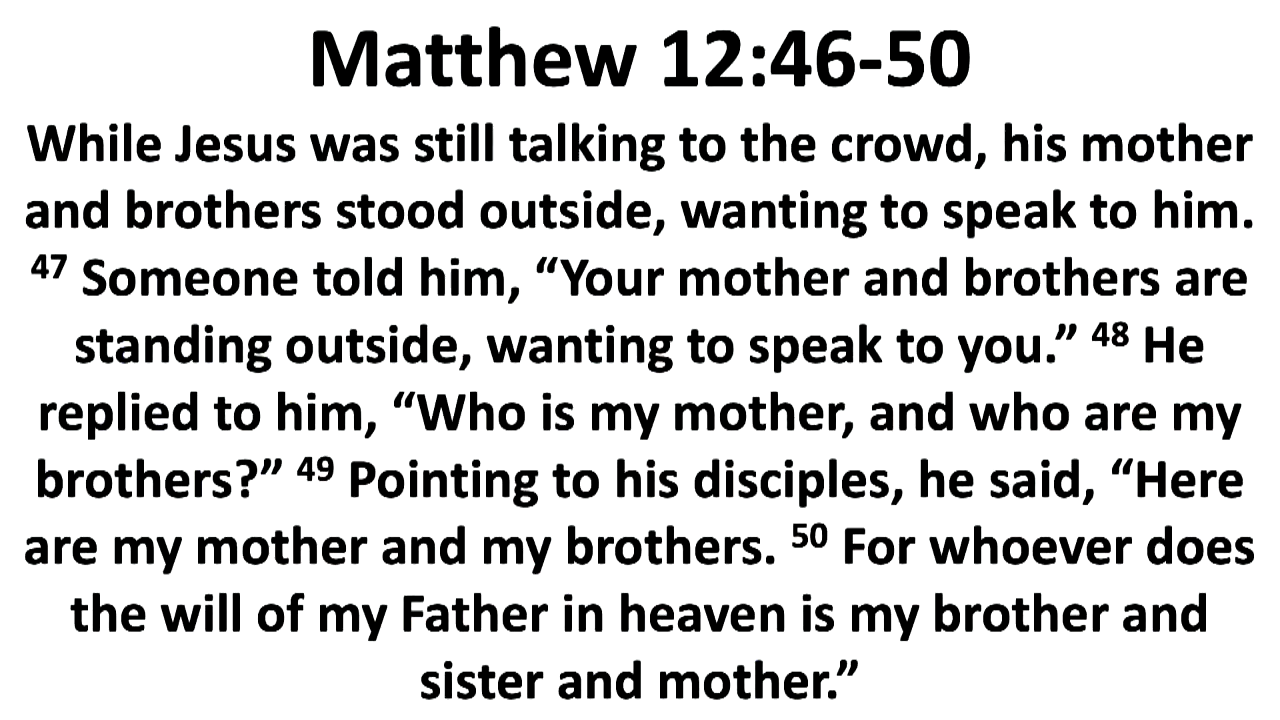 Matthew 12:46-50
While Jesus was still talking to the crowd, his mother
and brothers stood outside, wanting to speak to him.
47 Someone told him, “Your mother and brothers are
standing outside, wanting to speak to you.” 48 He
replied to him, “Who is my mother, and who are my
brothers?” 49 Pointing to his disciples, he said, “Here
are my mother and my brothers. 50 For whoever does
the will of my Father in heaven is my brother and
sister and mother.”